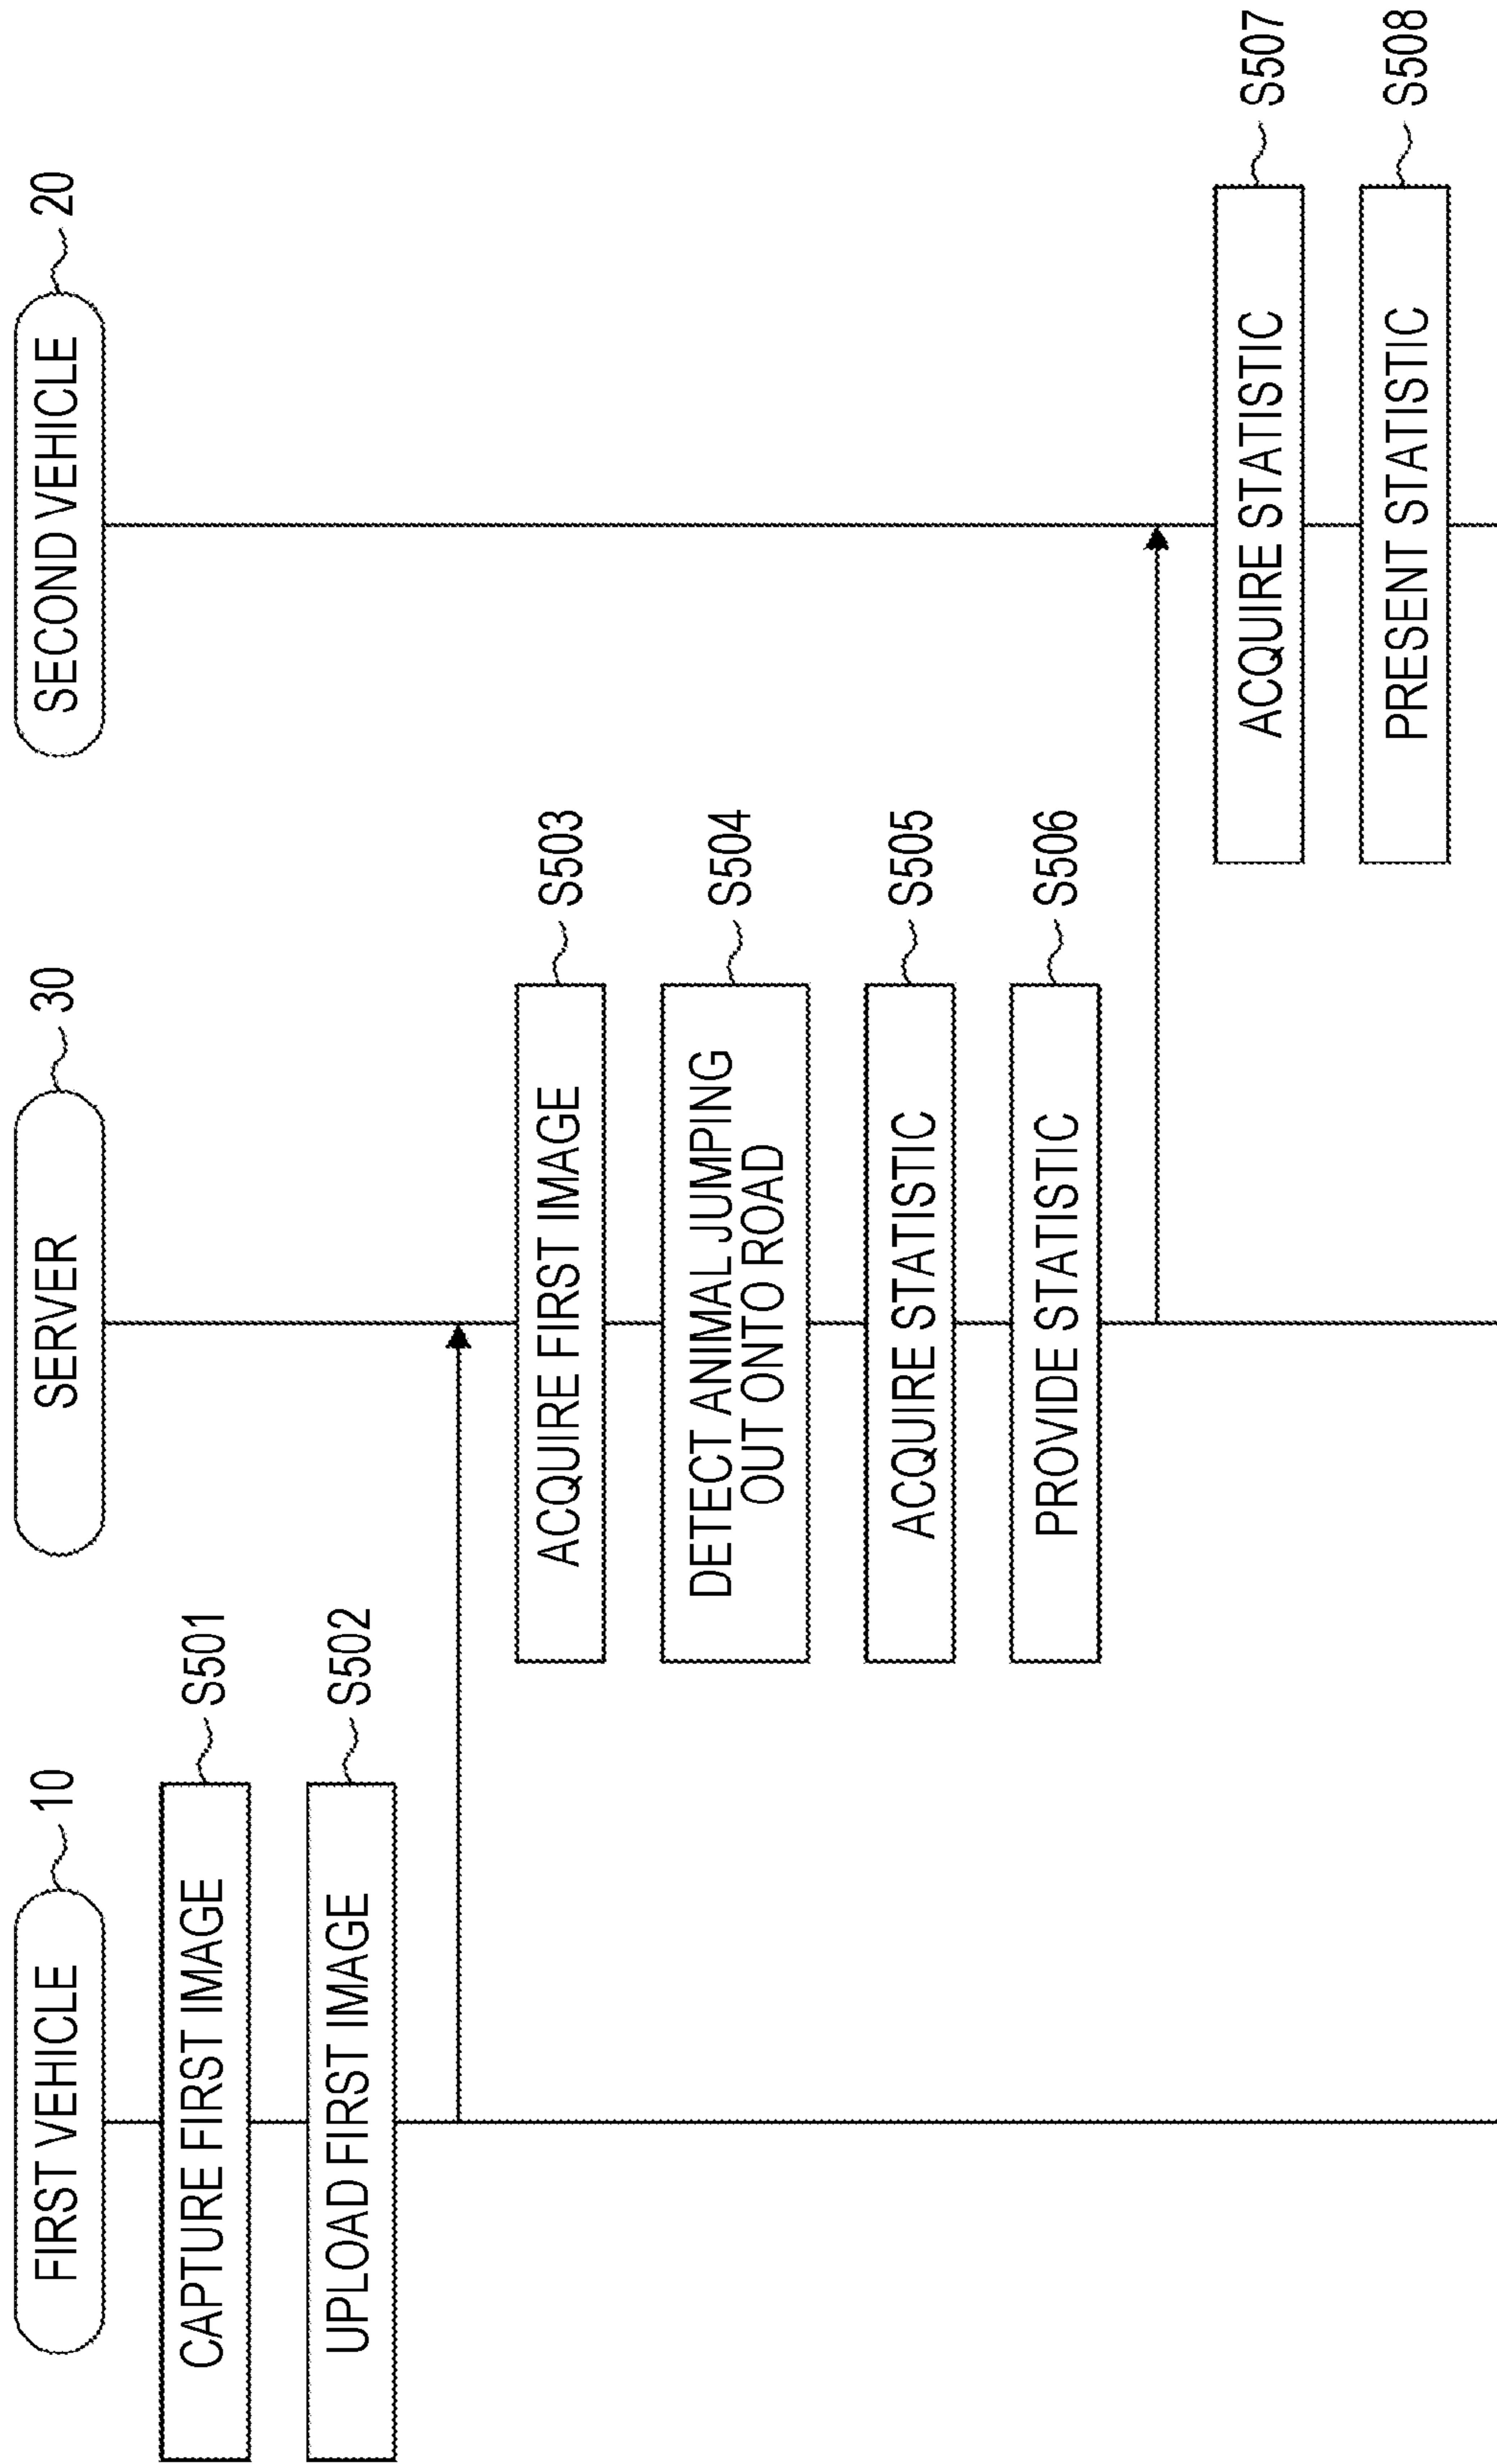 FIRST VEHICLE
10
SERVER
30
SECOND VEHICLE
20
CAPTURE FIRST IMAGE
S501
UPLOAD FIRST IMAGE
S502
ACQUIRE FIRST IMAGE
S503
DETECT ANIMAL JUMPING
OUT ONTO ROAD
S504
ACQUIRE STATISTIC
S505
PROVIDE STATISTIC
S506
ACQUIRE STATISTIC
S507
PRESENT STATISTIC
S508